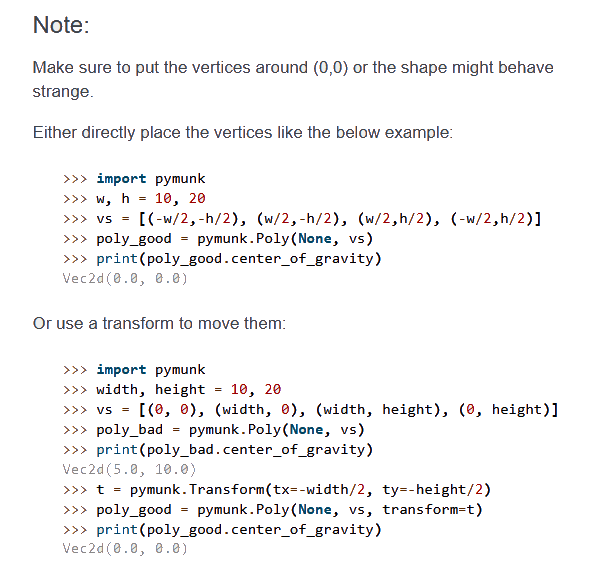 Note:
Make sure to put the vertices around (0,0) or the shape might behave
strange.
Either directly place the vertices like the below example:
>>> import pymunk
>>> w, h = 10, 20
>>> vs = [(-w/2,-h/2), (w/2,-h/2), (w/2,h/2), (-w/2,h/2)]
>>> poly_good = pymunk.Poly(None, vs)
>>> print(poly_good.center_of_gravity)
Vec2d(0.0, 0.0)
Or use a transform to move them:
>>> import pymunk
>>> width, height = 10, 20
>>> vs = [(0, 0), (width, 0), (width, height), (0, height)]
>>> poly_bad = pymunk.Poly(None, vs)
>>> print(poly_bad.center_of_gravity)
Vec2d(5.0, 10.0)
>>> t = pymunk.Transform(tx=-width/2, ty=-height/2)
>>> poly_good = pymunk.Poly(None, vs, transform=t)
>>> print(poly_good.center_of_gravity)
Vec2d(0.0, 0.0)